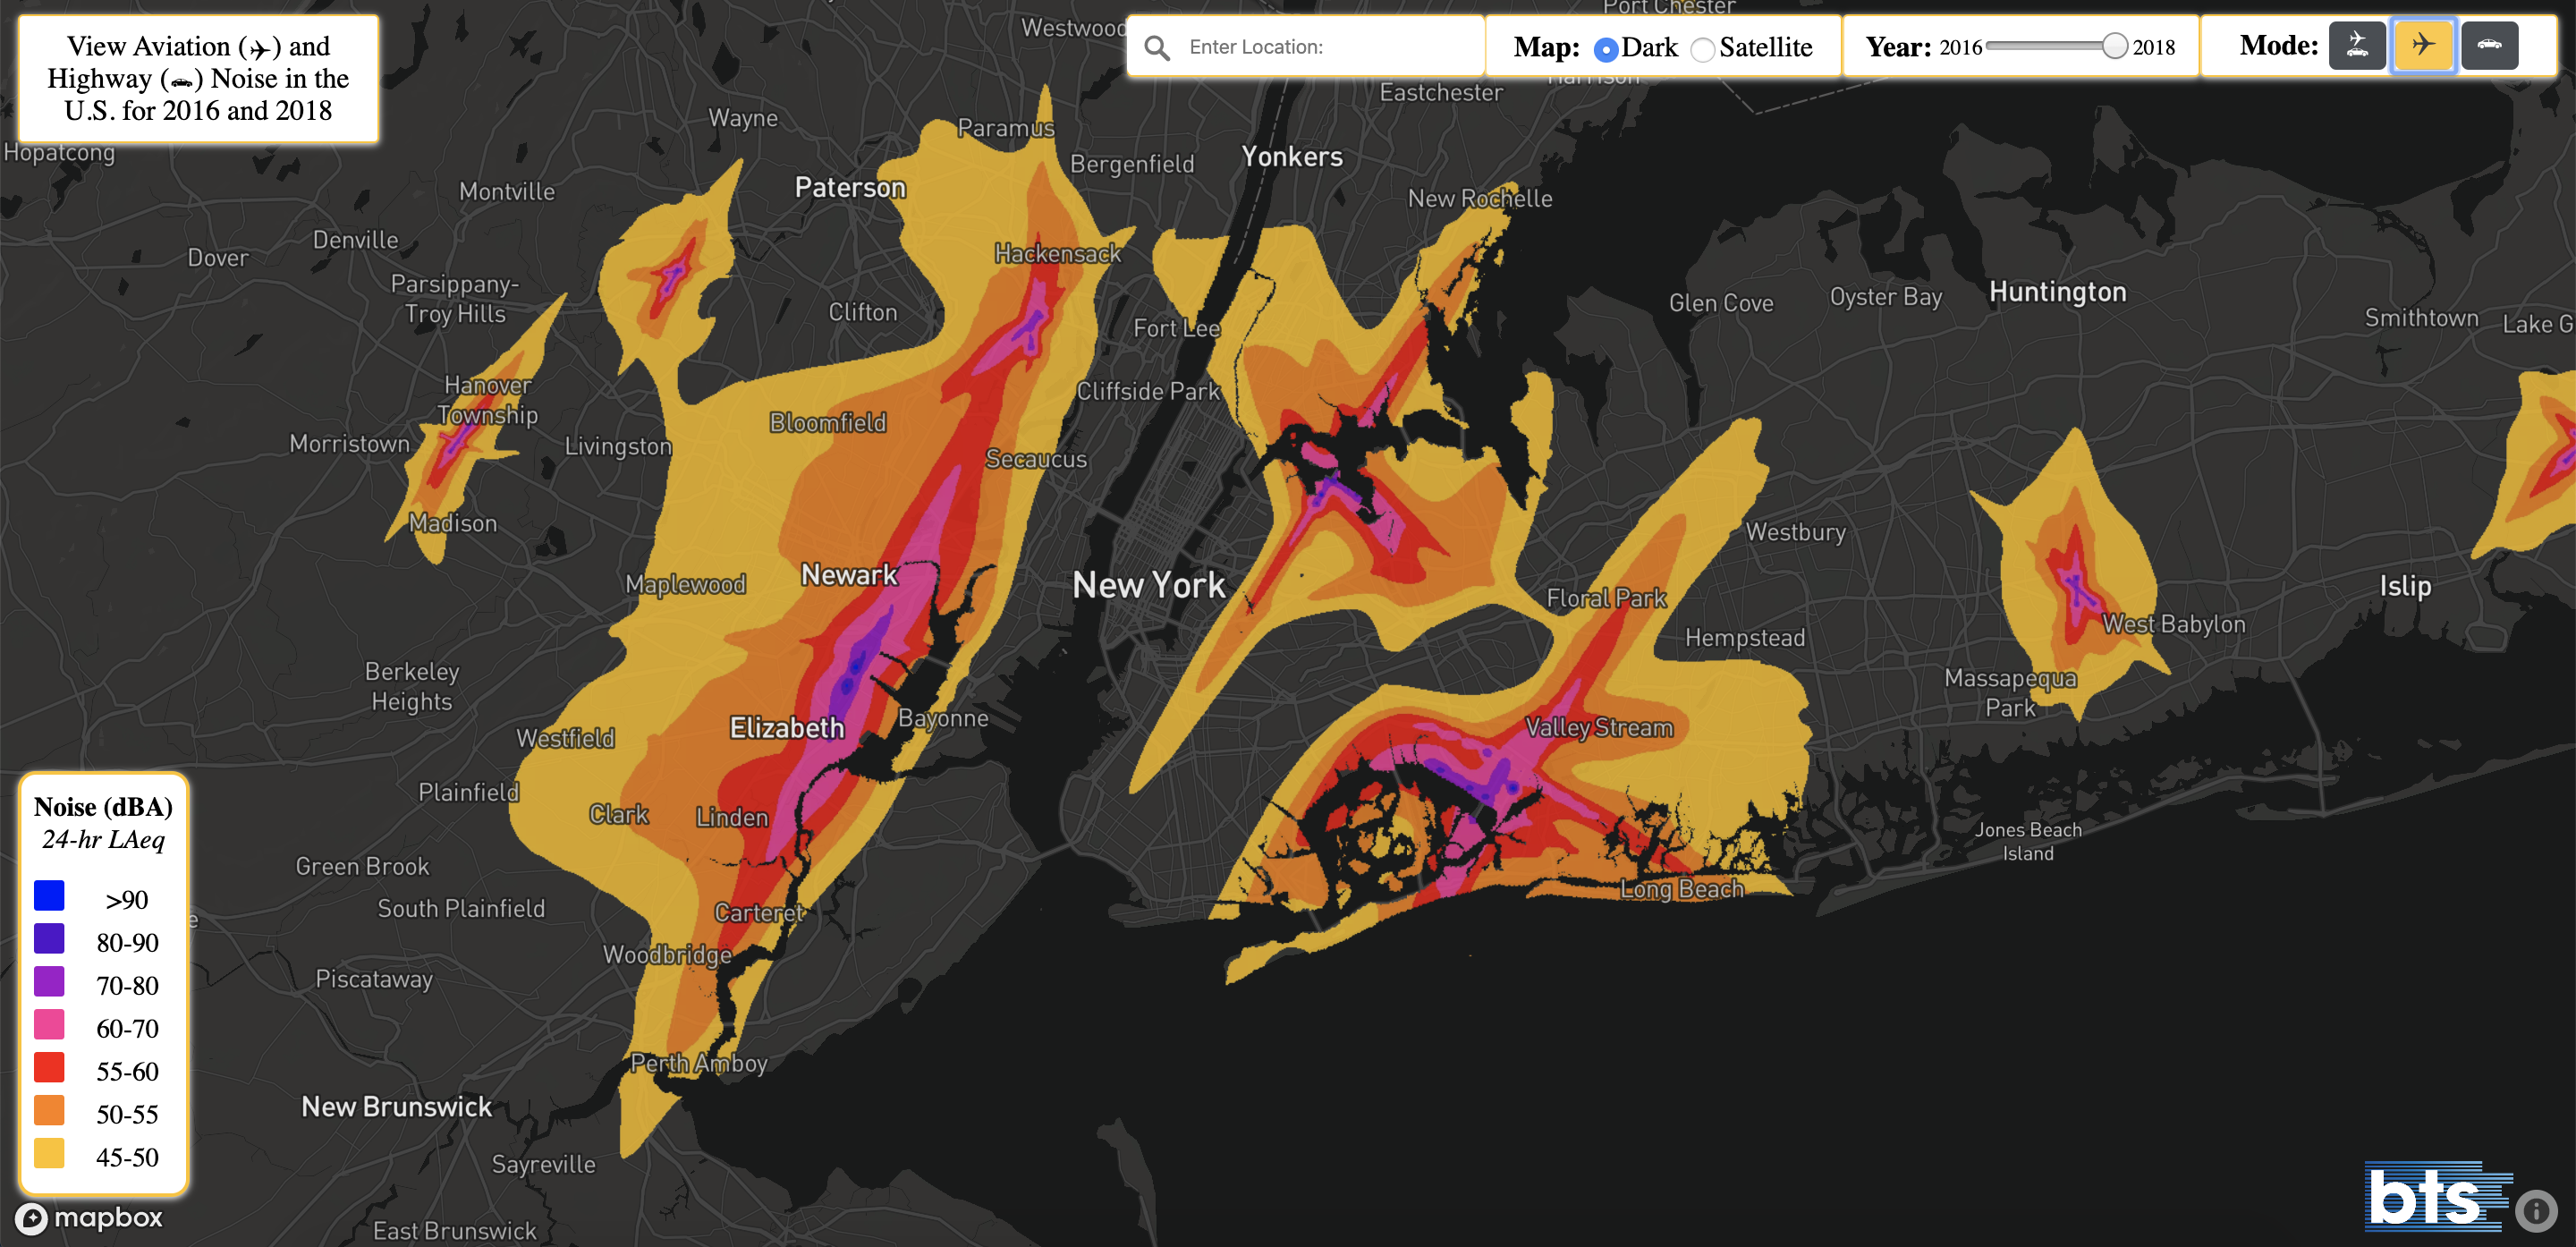 View Aviation (✈) and
Highway (🚗) Noise in the
U.S. for 2016 and 2018
Enter Location:
Map: Dark Satellite
Year: 2016 2018
Mode:
Port Chester
Westwood
Harrison
Eastchester
Hopatcong
Wayne
Paramus
Bergenfield
Yonkers
Paterson
Montville
New Rochelle
Denville
Dover
Hackensack
Parsippany-
Troy Hills
Clifton
Fort Lee
Glen Cove
Oyster Bay
Huntington
Smithtown
Lake G
Hanover
Township
Cliffside Park
Bloomfield
Morristown
Livingston
Secaucus
Madison
Westbury
Newark
Maplewood
New York
Floral Park
Islip
Hempstead
West Babylon
Berkeley
Heights
Massapequa
Park
Westfield
Elizabeth
Bayonne
Valley Stream
Plainfield
Clark
Linden
Jones Beach
Island
Green Brook
Long Beach
South Plainfield
Carteret
e
Woodbridge
Piscataway
Perth Amboy
New Brunswick
Sayreville
East Brunswick
Noise (dBA)
24-hr LAeq
>90
80-90
70-80
60-70
55-60
50-55
45-50
mapbox
bts
i